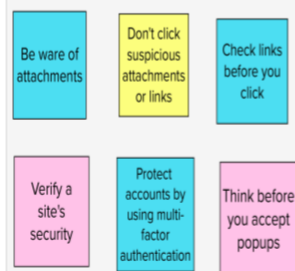 Be ware of
attachments
Don't click
suspicious
attachments
or links
Check links
before you
click
Verify a
site's
security
Protect
accounts by
using multi-
factor
authentication
Think before
you accept
popups